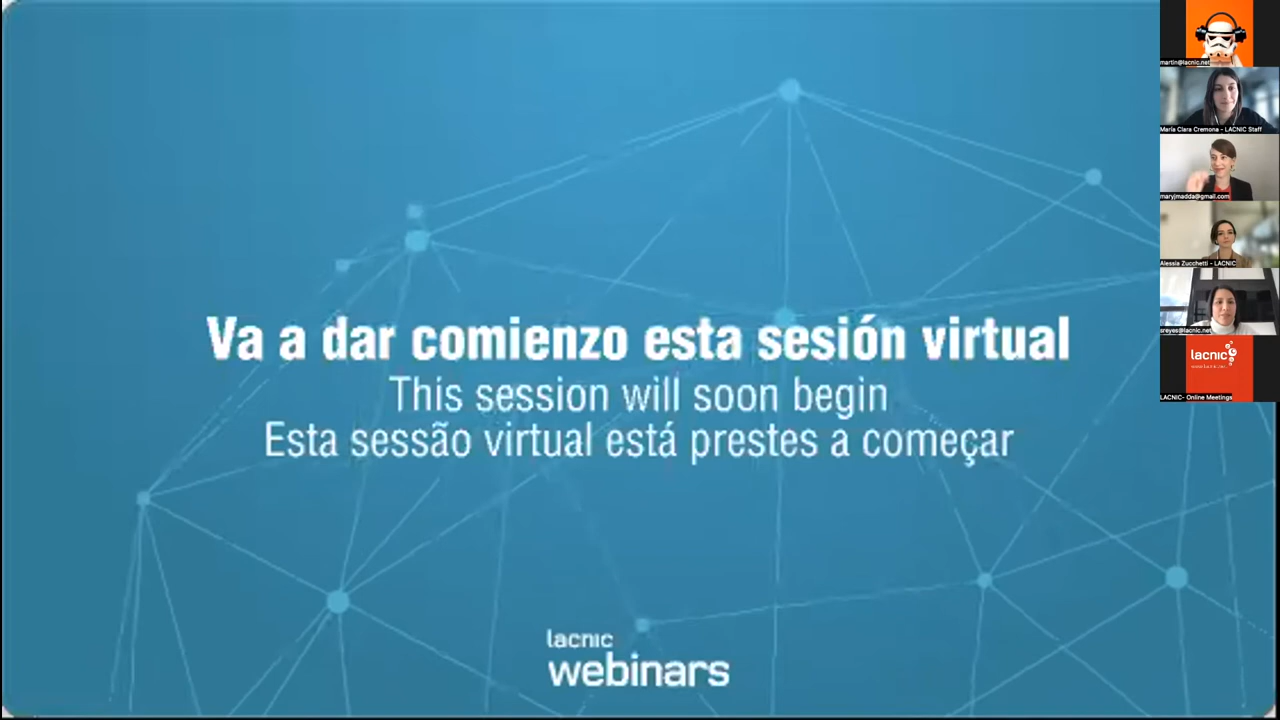 Va a dar comienzo esta sesión virtual
This session will soon begin
Esta sessão virtual está prestes a começar
lacnic
webinars
martin@lacnic.net
María Clara Cremona - LACNIC Staff
maryjmadda@gmail.com
Alessia Zucchetti - LACNIC
sreyes@lacnic.net
lacnic
LACNIC- Online Meetings